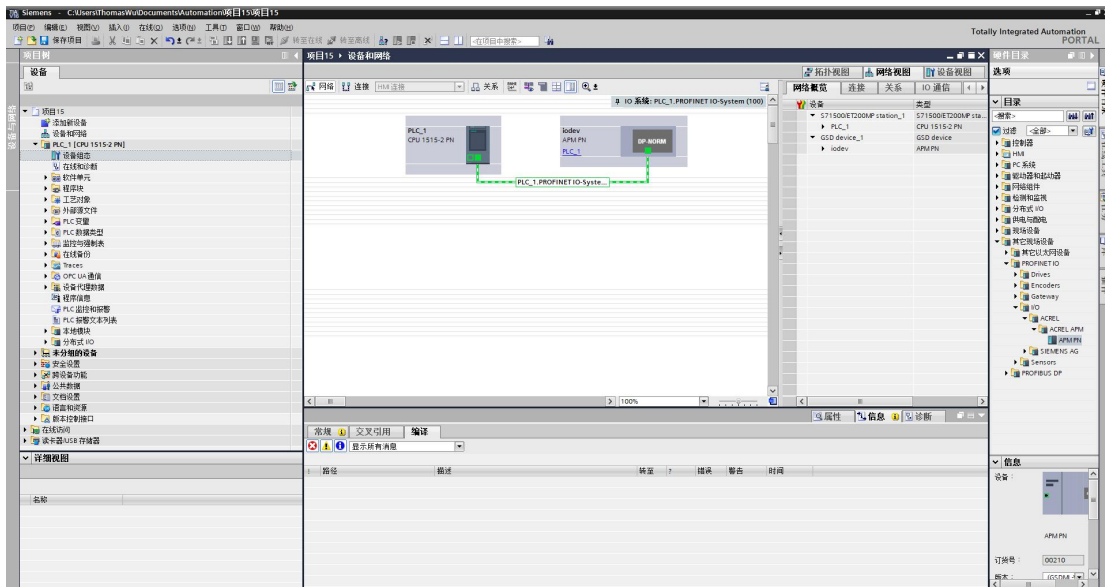 Siemens - C:\Users\ThomasWu\Documents\Automation\项目15\项目15
项目(P) 编辑(E) 视图(V) 插入(I) 在线(O) 选项(N) 工具(T) 窗口(W) 帮助(H)
Totally Integrated Automation
PORTAL
保存项目
转至在线 转至离线
<在项目中搜索>
项目树
设备
项目15
添加新设备
设备和网络
PLC_1 [CPU 1515-2 PN]
设备组态
在线和诊断
软件单元
程序块
工艺对象
外部源文件
PLC 变量
PLC 数据类型
监控与强制表
在线备份
Traces
OPC UA 通信
设备代理数据
程序信息
PLC 监控和报警
PLC 报警文本列表
本地模块
分布式 I/O
未分组的设备
安全设置
跨设备功能
公共数据
文档设置
语言和资源
版本控制接口
在线访问
读卡器/USB 存储器
详细视图
名称
项目15 ▸ 设备和网络
拓扑视图 网络视图 设备视图
网络 连接 HMI 连接 关系
IO 系统: PLC_1.PROFINET IO-System (100)
PLC_1
CPU 1515-2 PN
iodev
APM PN
PLC_1
DP-NORM
PLC_1.PROFINET IO-Syste...
100%
网络概览 连接 关系 IO 通信
设备 类型
S71500/ET200MP station_1 S71500/ET200MP sta...
PLC_1 CPU 1515-2 PN
GSD device_1 GSD device
iodev APM PN
属性 信息 诊断
常规 交叉引用 编译
显示所有消息
! 路径 描述 转至 ? 错误 警告 时间
硬件目录
选项
目录
<搜索>
过滤 <全部>
控制器
HMI
PC 系统
驱动器和起动器
网络组件
检测和监视
分布式 I/O
供电与配电
现场设备
其它现场设备
其它以太网设备
PROFINET IO
Drives
Encoders
Gateway
I/O
ACREL
ACREL APM
APM PN
SIEMENS AG
Sensors
PROFIBUS DP
信息
设备:
APM PN
订货号: 00210
版本: